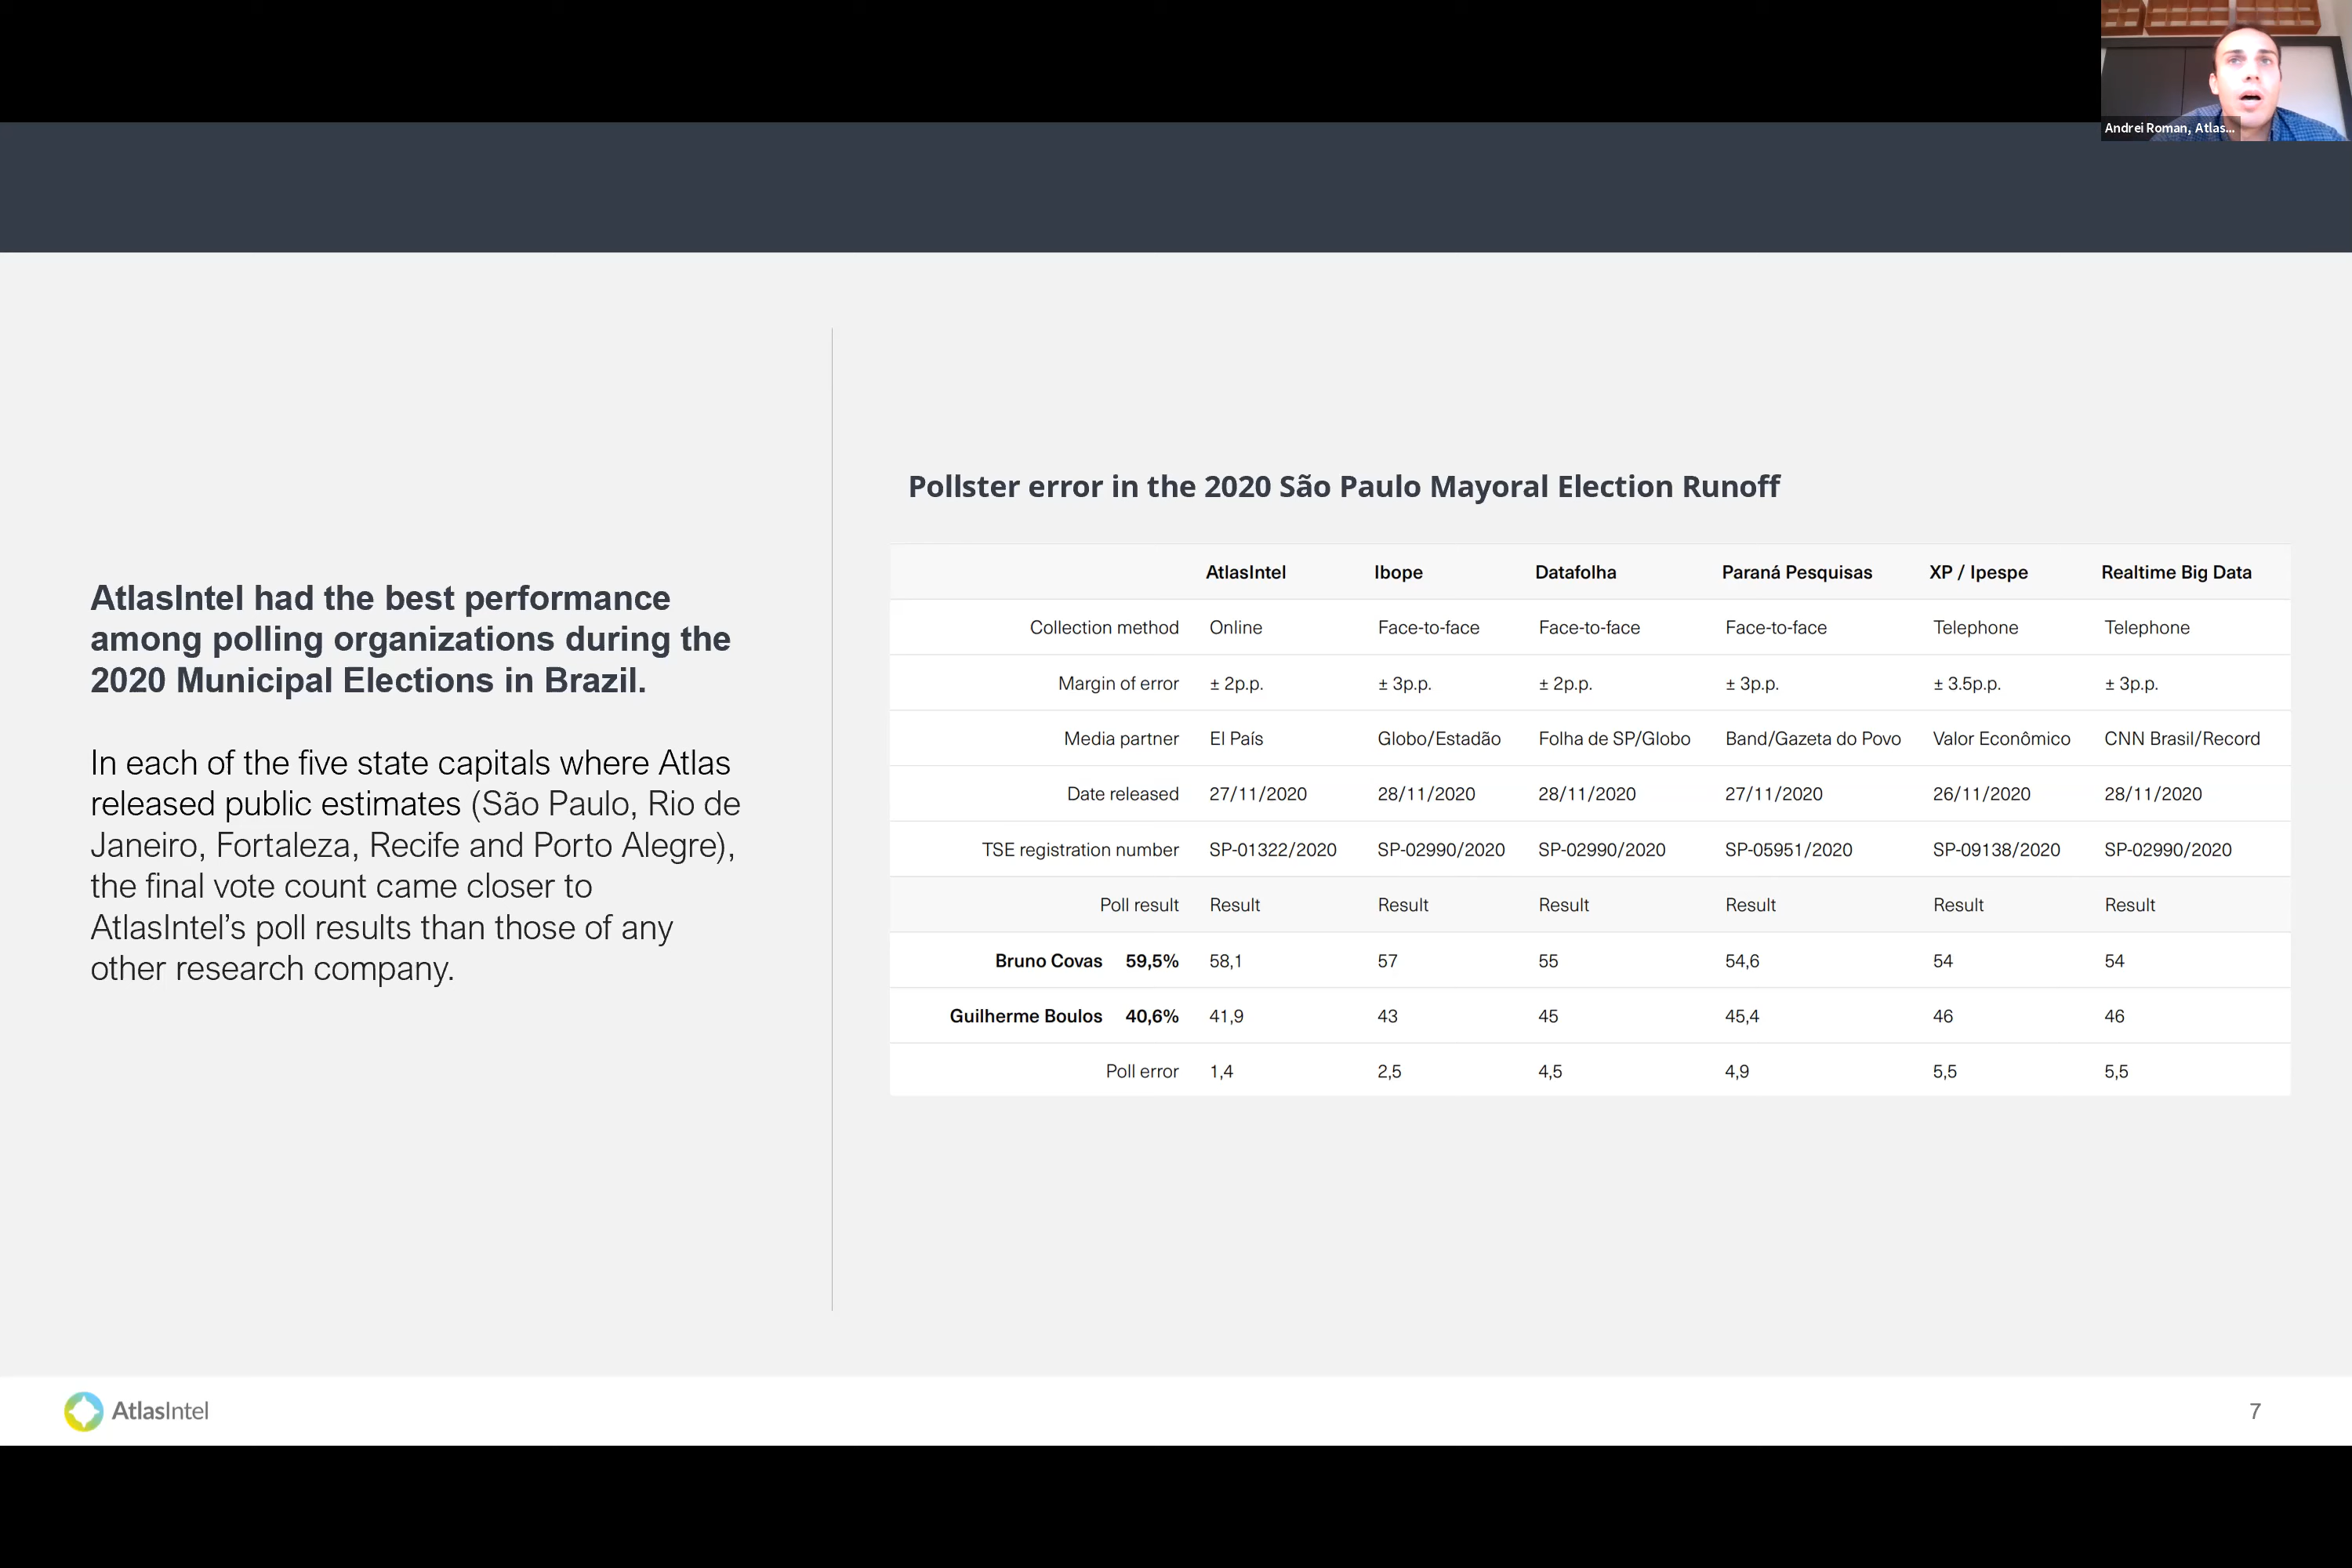 Andrei Roman, Atlas...
AtlasIntel had the best performance
among polling organizations during the
2020 Municipal Elections in Brazil.
In each of the five state capitals where Atlas
released public estimates (São Paulo, Rio de
Janeiro, Fortaleza, Recife and Porto Alegre),
the final vote count came closer to
AtlasIntel’s poll results than those of any
other research company.
Pollster error in the 2020 São Paulo Mayoral Election Runoff
AtlasIntel Ibope Datafolha Paraná Pesquisas XP / Ipespe Realtime Big Data
Collection method Online Face-to-face Face-to-face Face-to-face Telephone Telephone
Margin of error ± 2p.p. ± 3p.p. ± 2p.p. ± 3p.p. ± 3.5p.p. ± 3p.p.
Media partner El País Globo/Estadão Folha de SP/Globo Band/Gazeta do Povo Valor Econômico CNN Brasil/Record
Date released 27/11/2020 28/11/2020 28/11/2020 27/11/2020 26/11/2020 28/11/2020
TSE registration number SP-01322/2020 SP-02990/2020 SP-02990/2020 SP-05951/2020 SP-09138/2020 SP-02990/2020
Poll result Result Result Result Result Result Result
Bruno Covas 59,5% 58,1 57 55 54,6 54 54
Guilherme Boulos 40,6% 41,9 43 45 45,4 46 46
Poll error 1,4 2,5 4,5 4,9 5,5 5,5
AtlasIntel
7